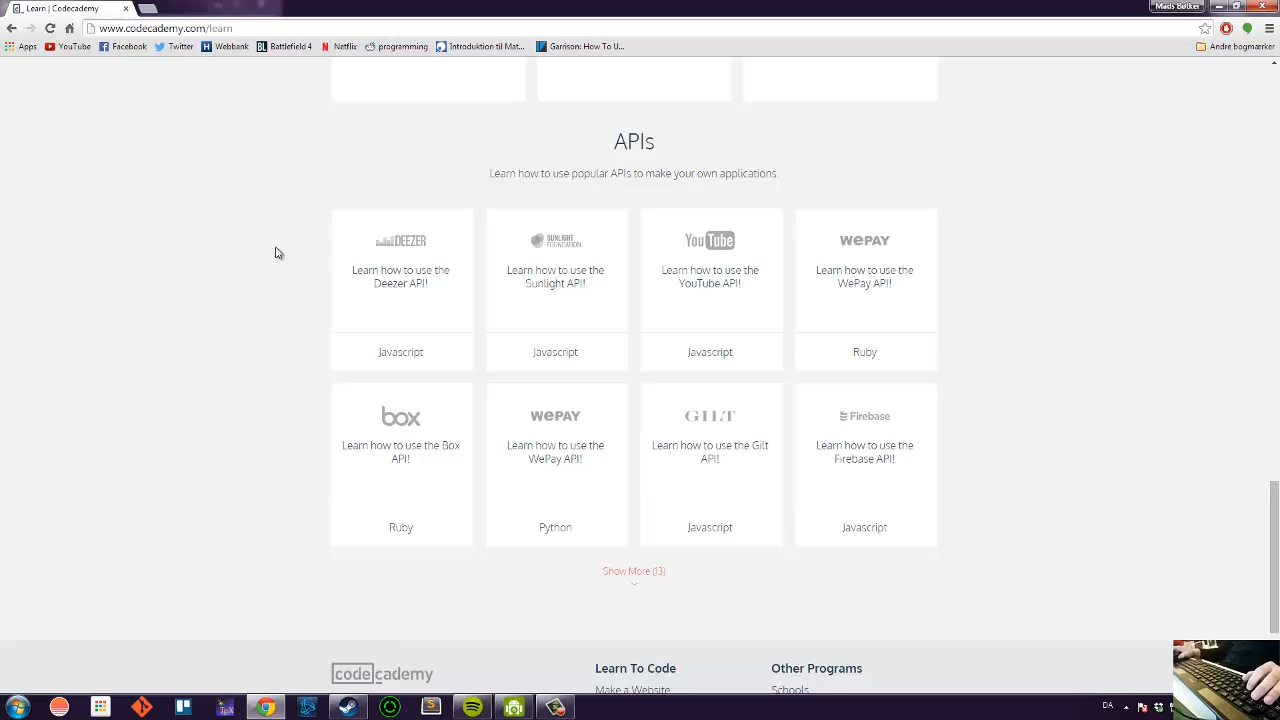 Learn | Codecademy
Mads Bøtker
www.codecademy.com/learn
Apps YouTube Facebook Twitter Webbank Battlefield 4 Netflix programming Introduktion til Mat... Garrison: How To U... Andre bogmærker
APIs
Learn how to use popular APIs to make your own applications.
DEEZER
Learn how to use the
Deezer API!
Javascript
SUNLIGHT
FOUNDATION
Learn how to use the
Sunlight API!
Javascript
YouTube
Learn how to use the
YouTube API!
Javascript
WePAY
Learn how to use the
WePay API!
Ruby
box
Learn how to use the Box
API!
Ruby
WePAY
Learn how to use the
WePay API!
Python
GILT
Learn how to use the Gilt
API!
Javascript
Firebase
Learn how to use the
Firebase API!
Javascript
Show More (13)
codecademy
Learn To Code
Make a Website
Other Programs
Schools
DA